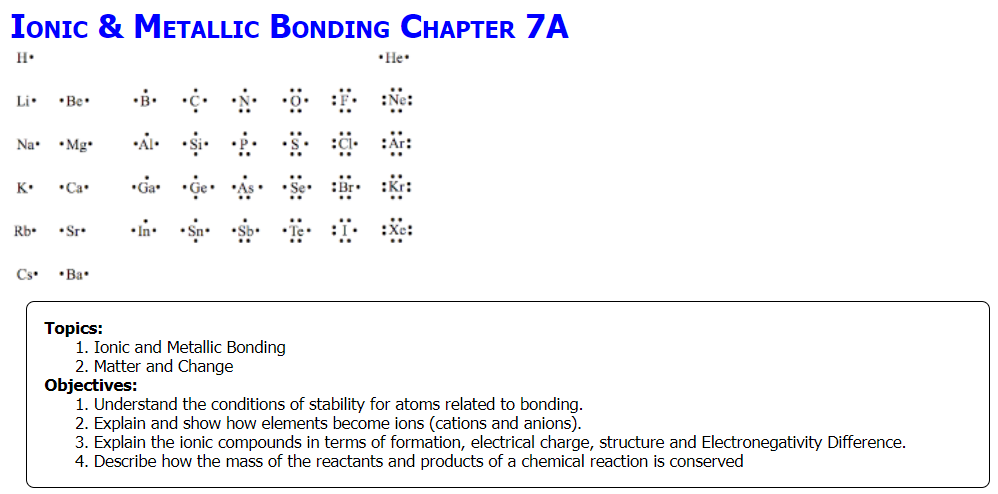 IONIC & METALLIC BONDING CHAPTER 7A
H He
Li Be B C N O F Ne
Na Mg Al Si P S Cl Ar
K Ca Ga Ge As Se Br Kr
Rb Sr In Sn Sb Te I Xe
Cs Ba
Topics:
1. Ionic and Metallic Bonding
2. Matter and Change
Objectives:
1. Understand the conditions of stability for atoms related to bonding.
2. Explain and show how elements become ions (cations and anions).
3. Explain the ionic compounds in terms of formation, electrical charge, structure and Electronegativity Difference.
4. Describe how the mass of the reactants and products of a chemical reaction is conserved